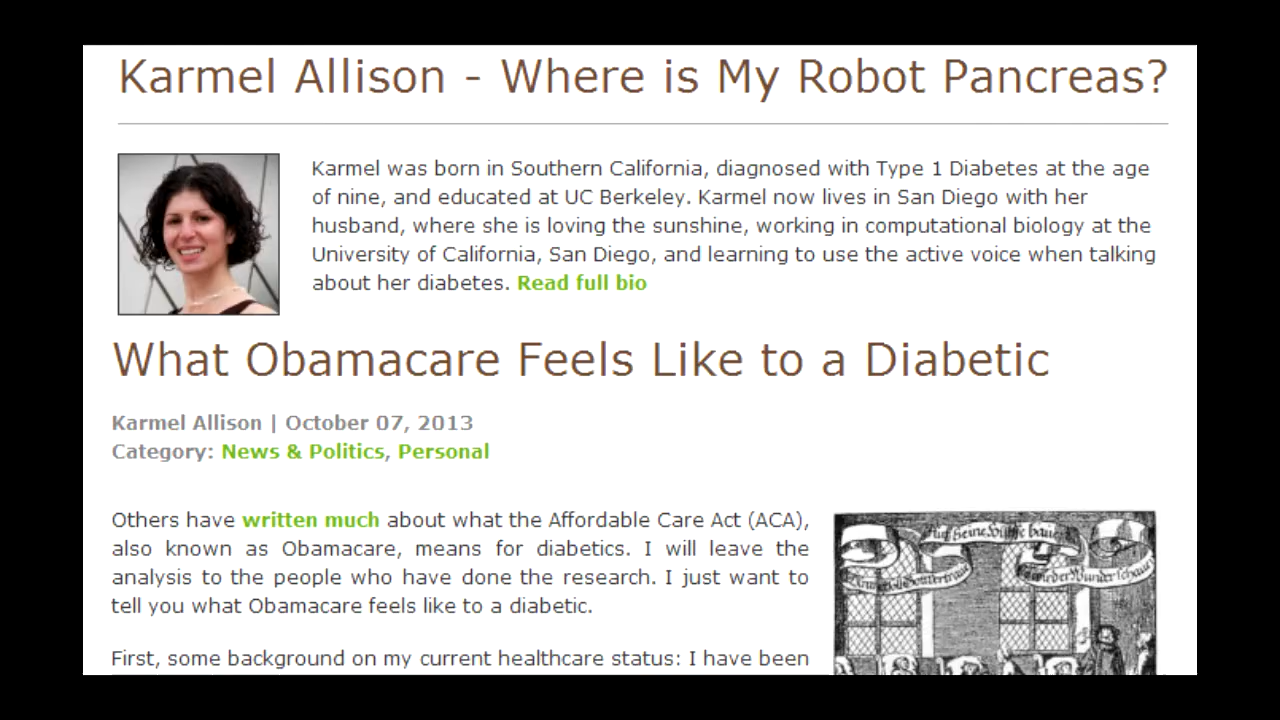 Karmel Allison - Where is My Robot Pancreas?
Karmel was born in Southern California, diagnosed with Type 1 Diabetes at the age
of nine, and educated at UC Berkeley. Karmel now lives in San Diego with her
husband, where she is loving the sunshine, working in computational biology at the
University of California, San Diego, and learning to use the active voice when talking
about her diabetes. Read full bio
What Obamacare Feels Like to a Diabetic
Karmel Allison | October 07, 2013
Category: News & Politics, Personal
Others have written much about what the Affordable Care Act (ACA),
also known as Obamacare, means for diabetics. I will leave the
analysis to the people who have done the research. I just want to
tell you what Obamacare feels like to a diabetic.
First, some background on my current healthcare status: I have been